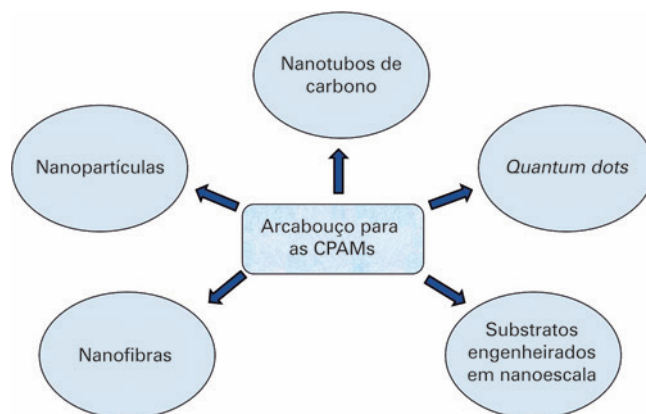 Nanotubos de
carbono
Nanopartículas
Quantum dots
Arcabouço para
as CPAMs
Nanofibras
Substratos
engenheirados
em nanoescala